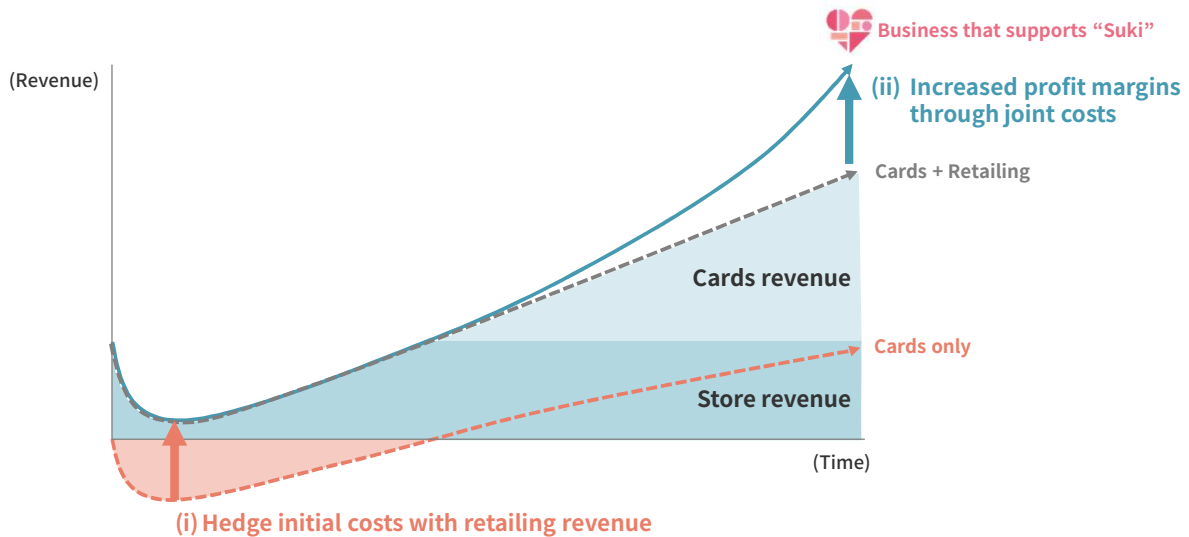 Business that supports “Suki”
(Revenue)
(ii) Increased profit margins
through joint costs
Cards + Retailing
Cards revenue
Cards only
Store revenue
(Time)
(i) Hedge initial costs with retailing revenue